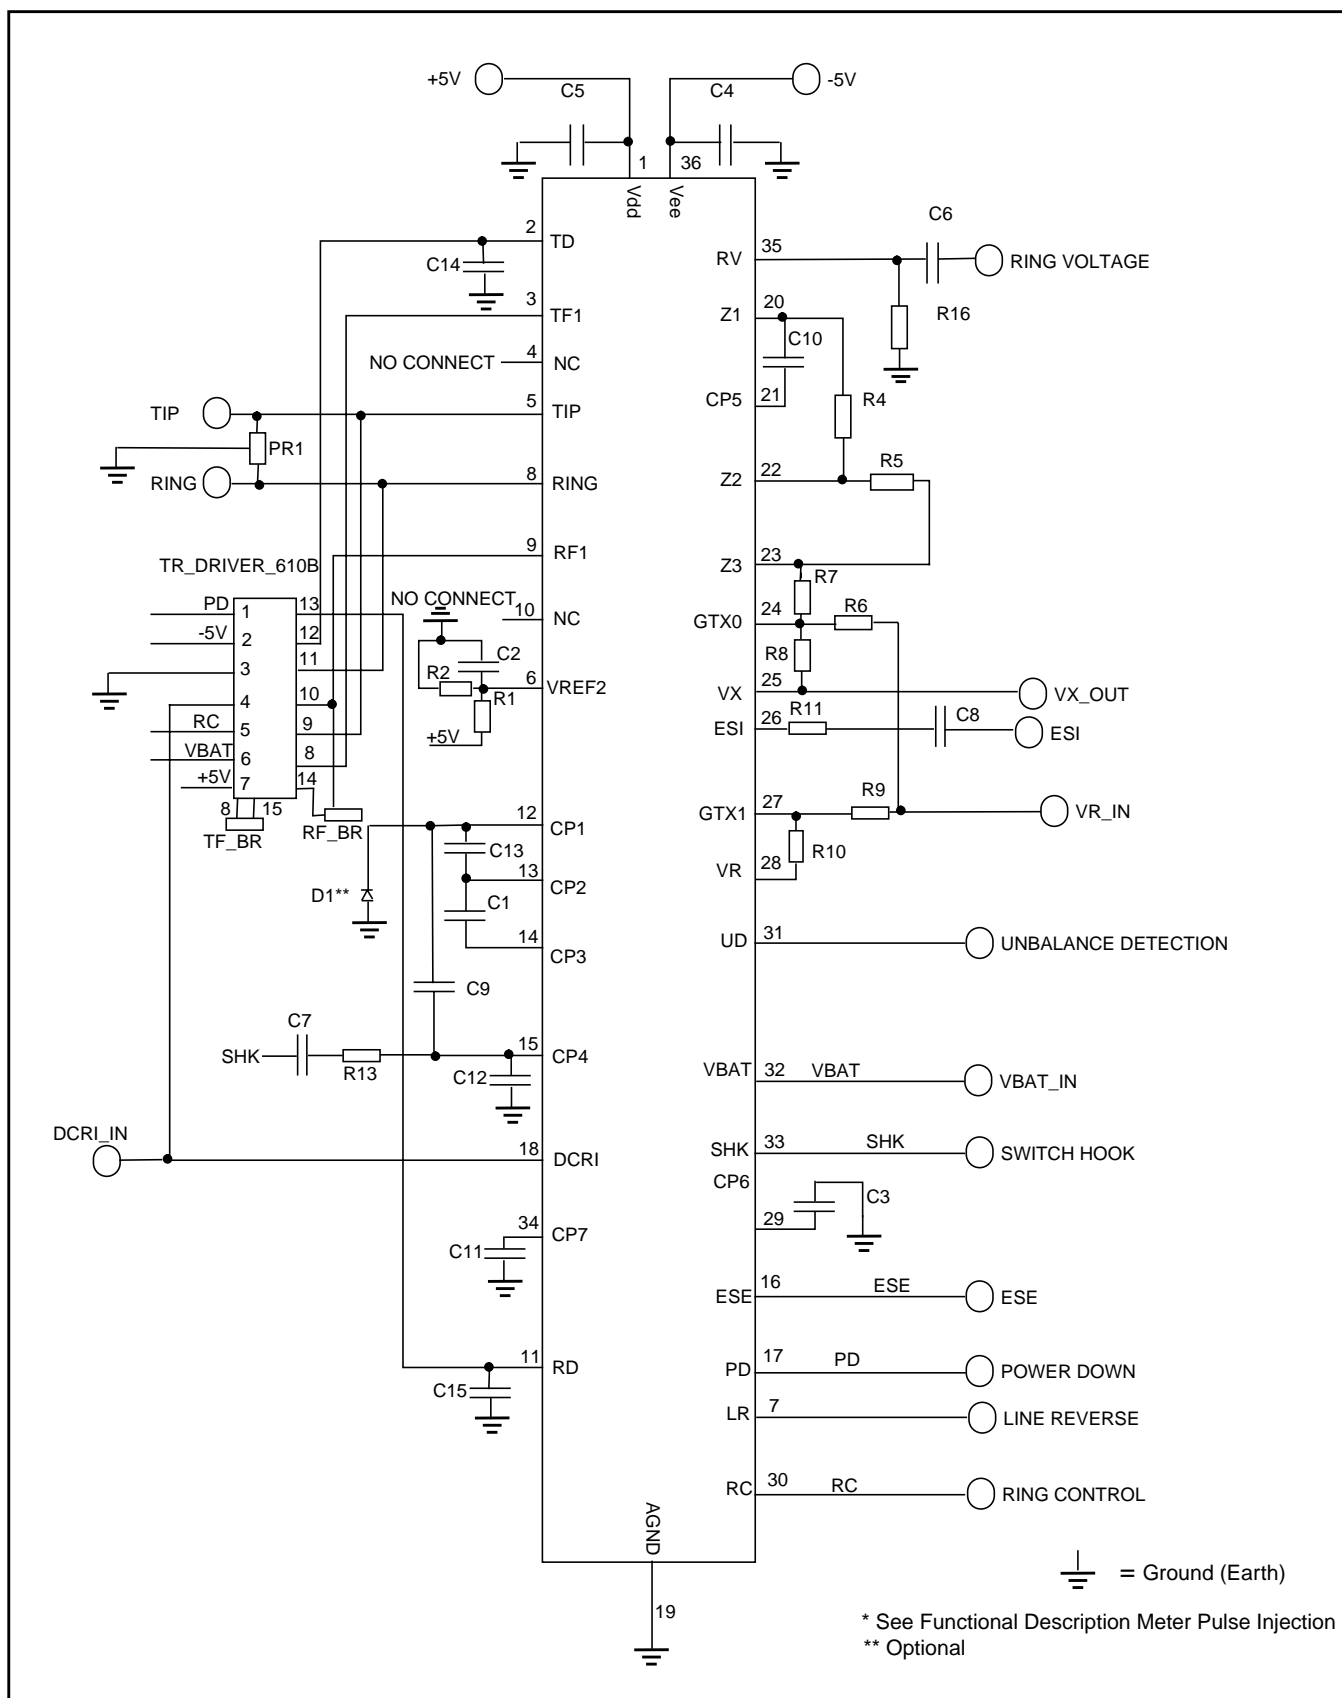 +5V
C5
C4
-5V
1
36
Vdd
Vee
2
TD
C14
3
TF1
4
NO CONNECT
NC
5
TIP
TIP
PR1
8
RING
RING
9
RF1
TR_DRIVER_610B
NO CONNECT
10
NC
PD
1
13
-5V
2
12
3
11
4
10
RC
5
9
VBAT
6
8
+5V
7
14
8
15
TF_BR
RF_BR
C2
R2
6
VREF2
R1
+5V
12
CP1
C13
13
CP2
D1**
C1
14
CP3
C9
C7
15
SHK
R13
CP4
C12
DCRI_IN
18
DCRI
34
CP7
C11
11
RD
C15
AGND
19
C6
35
RV
RING VOLTAGE
R16
20
Z1
C10
21
CP5
R4
22
Z2
R5
23
Z3
R7
24
GTX0
R6
R8
25
VX
VX_OUT
26
ESI
R11
C8
ESI
27
GTX1
R9
VR_IN
R10
28
VR
31
UD
UNBALANCE DETECTION
32
VBAT
VBAT
VBAT_IN
33
SHK
SHK
SWITCH HOOK
CP6
C3
29
16
ESE
ESE
ESE
17
PD
PD
POWER DOWN
7
LR
LINE REVERSE
30
RC
RC
RING CONTROL
= Ground (Earth)
* See Functional Description Meter Pulse Injection
** Optional